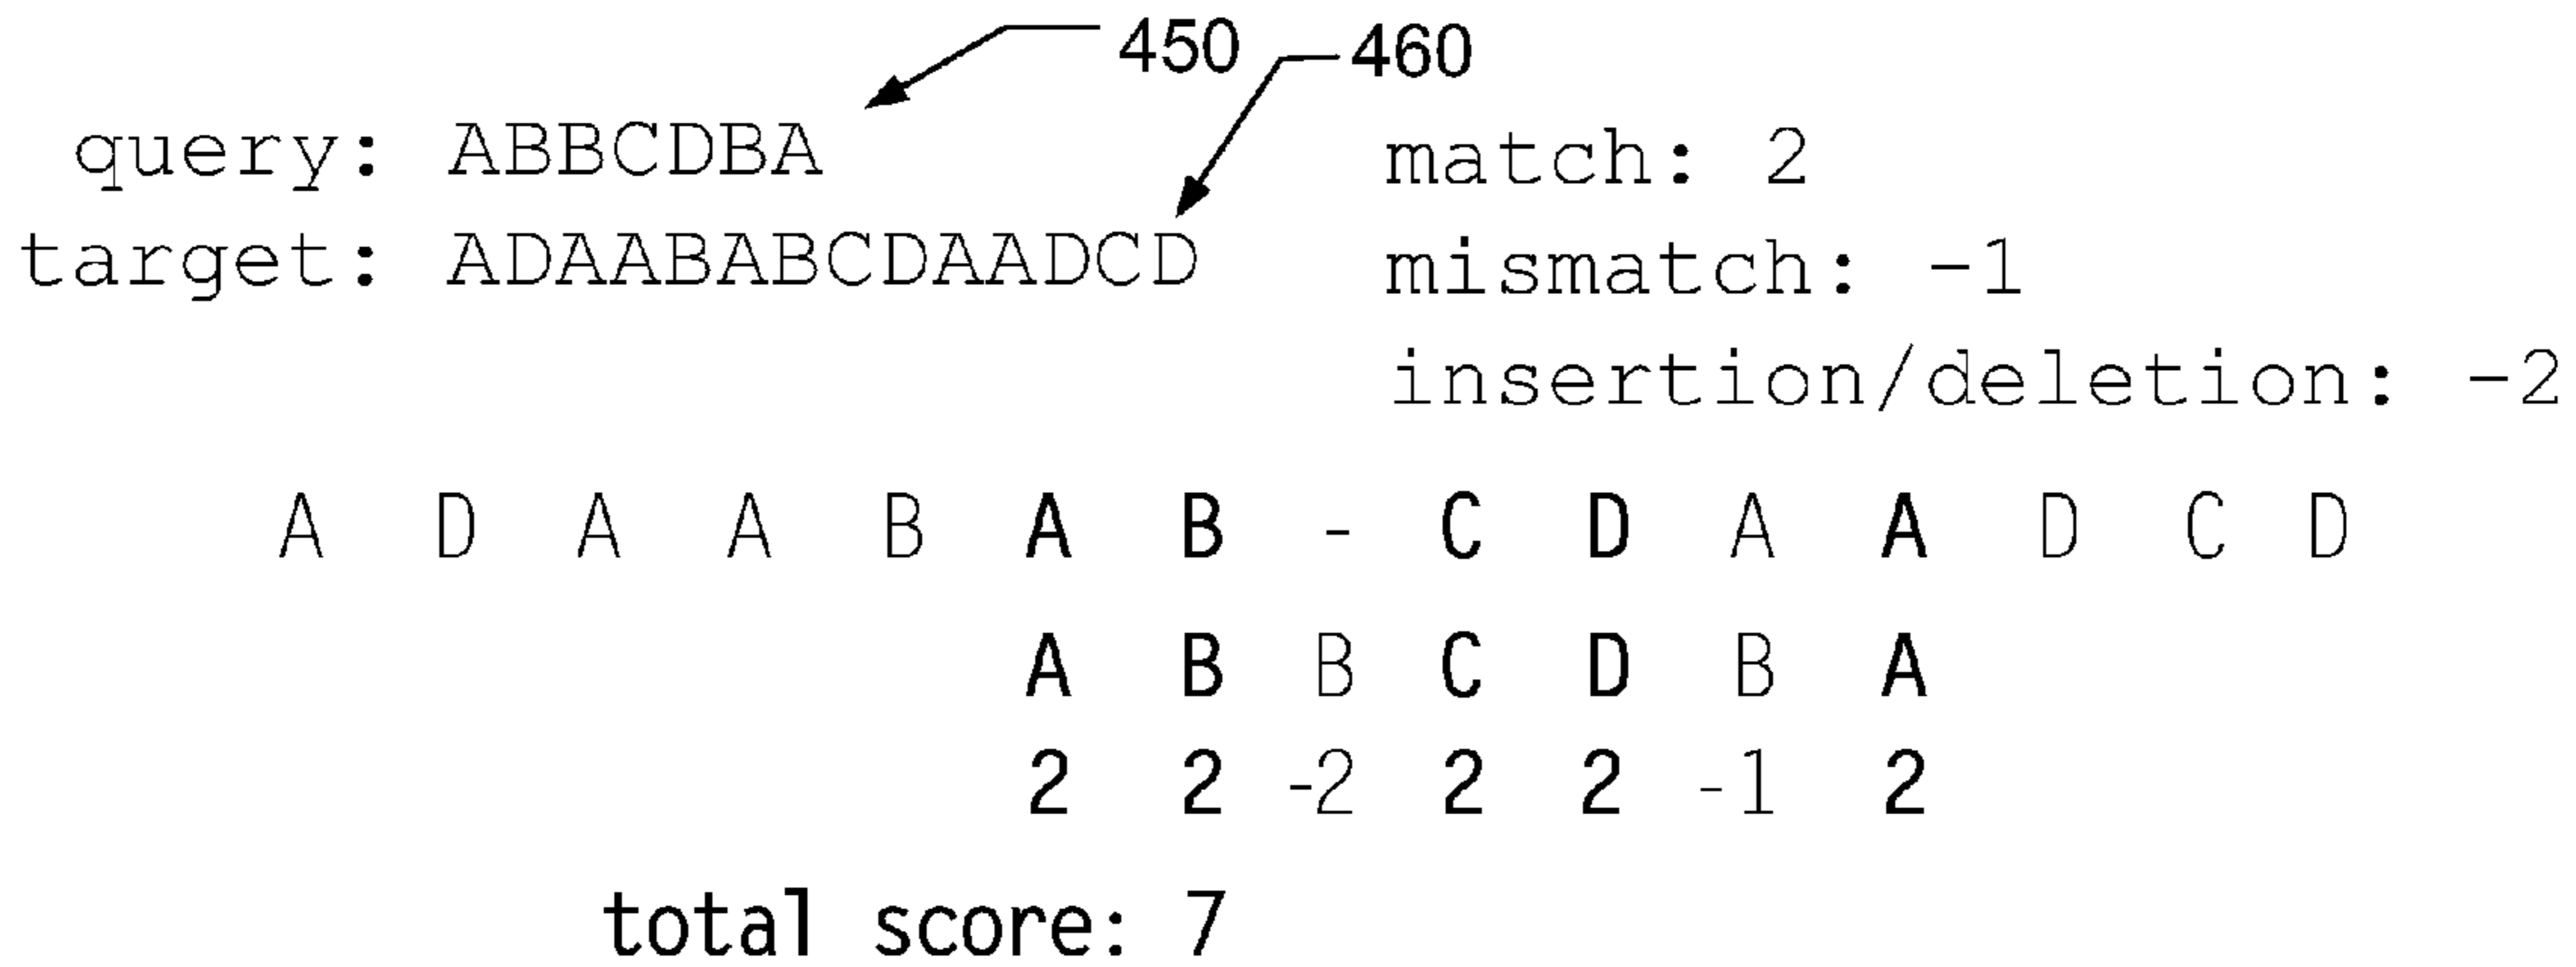 450
460
query: ABBCDBA
match: 2
target: ADAABABCDAADCD
mismatch: -1
insertion/deletion: -2
A D A A B A B - C D A A D C D
A B B C D B A
2 2 -2 2 2 -1 2
total score: 7